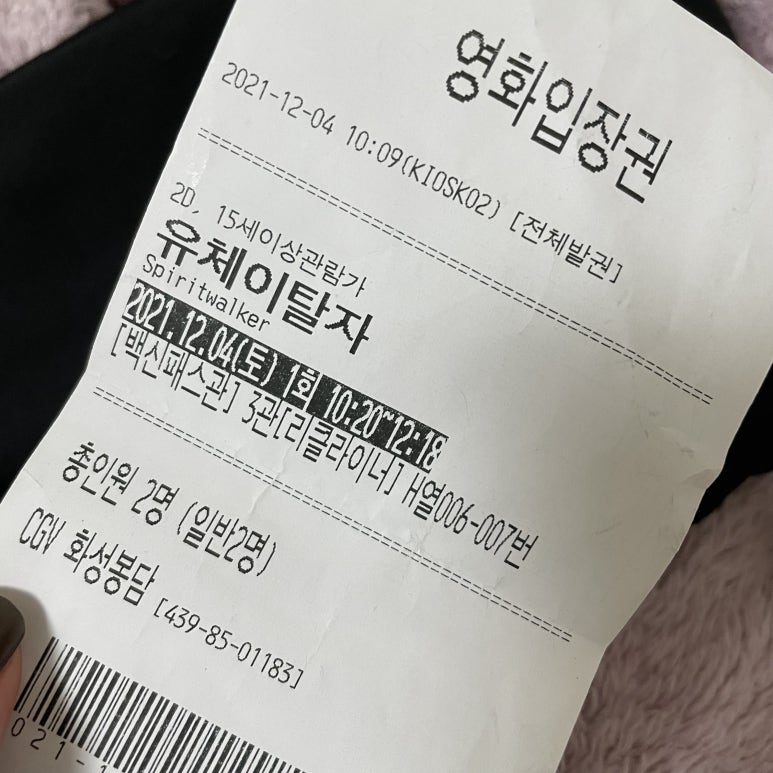 영화입장권
2021-12-04 10:09(KIOSK02) [전체발권]
2D, 15세이상관람가
유체이탈자
Spiritwalker
2021.12.04(토) 1회 10:20~12:18
[백신패스관] 3관[리클라이너] H열006-007번
총인원 2명 (일반2명)
CGV 화성봉담 [439-85-01183]
021-1